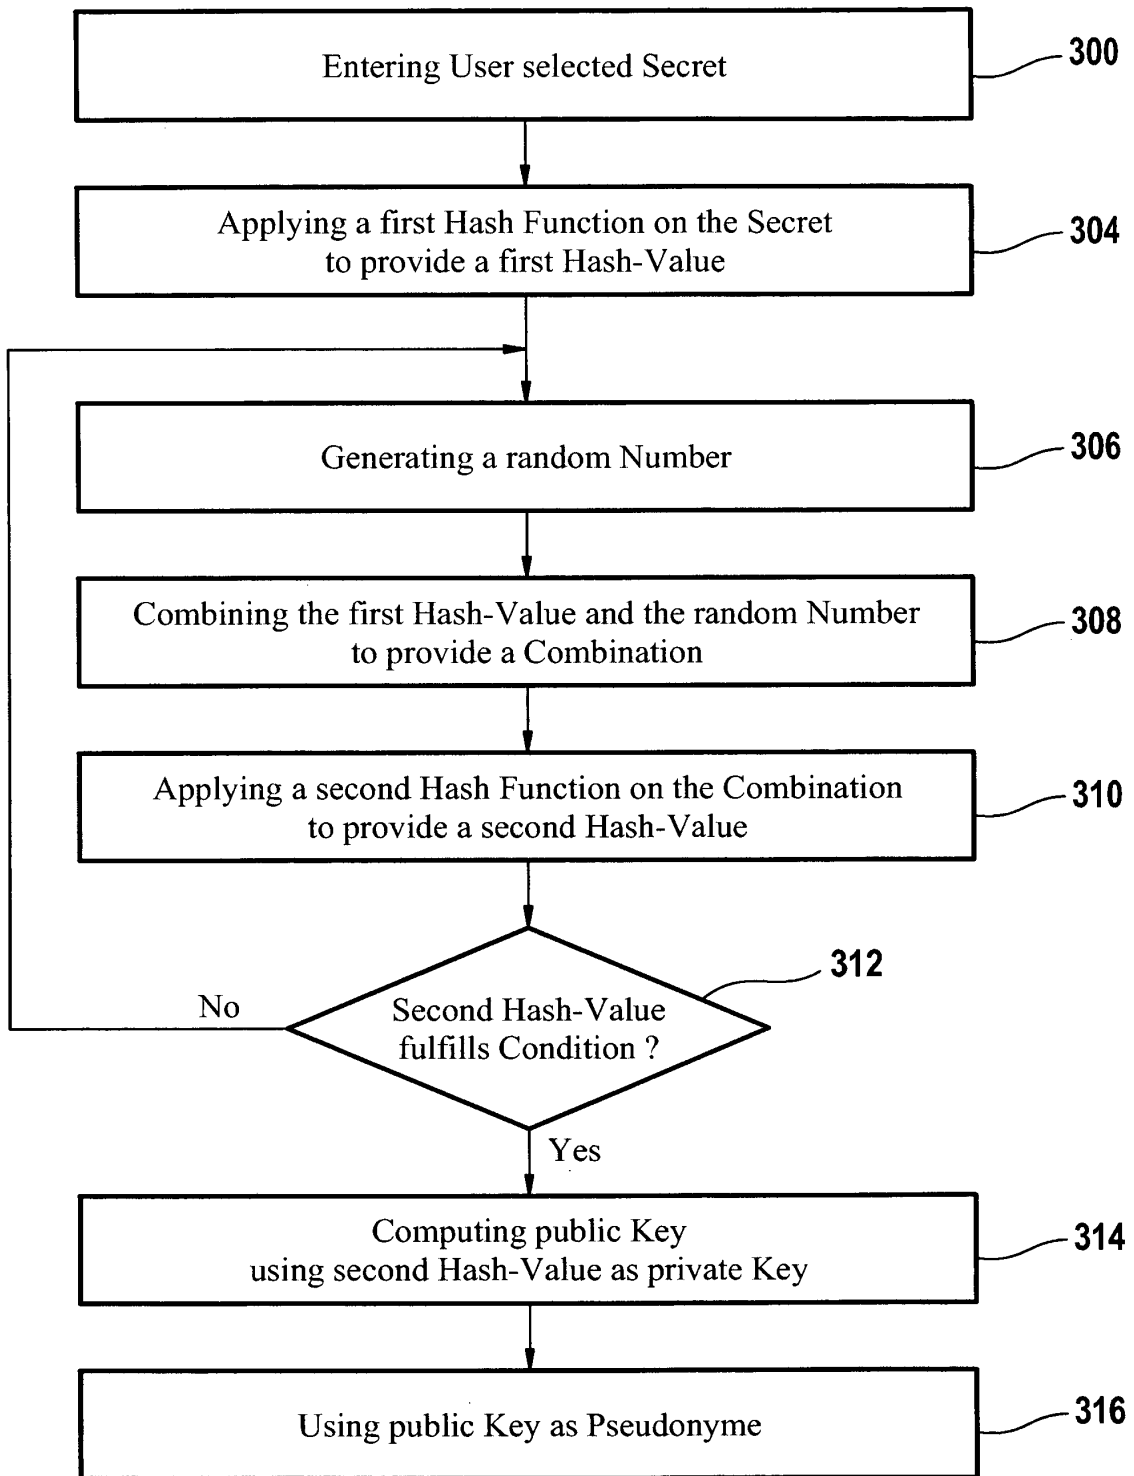 Entering User selected Secret
300
Applying a first Hash Function on the Secret
to provide a first Hash-Value
304
Generating a random Number
306
Combining the first Hash-Value and the random Number
to provide a Combination
308
Applying a second Hash Function on the Combination
to provide a second Hash-Value
310
312
No
Second Hash-Value
fulfills Condition ?
Yes
Computing public Key
using second Hash-Value as private Key
314
Using public Key as Pseudonyme
316